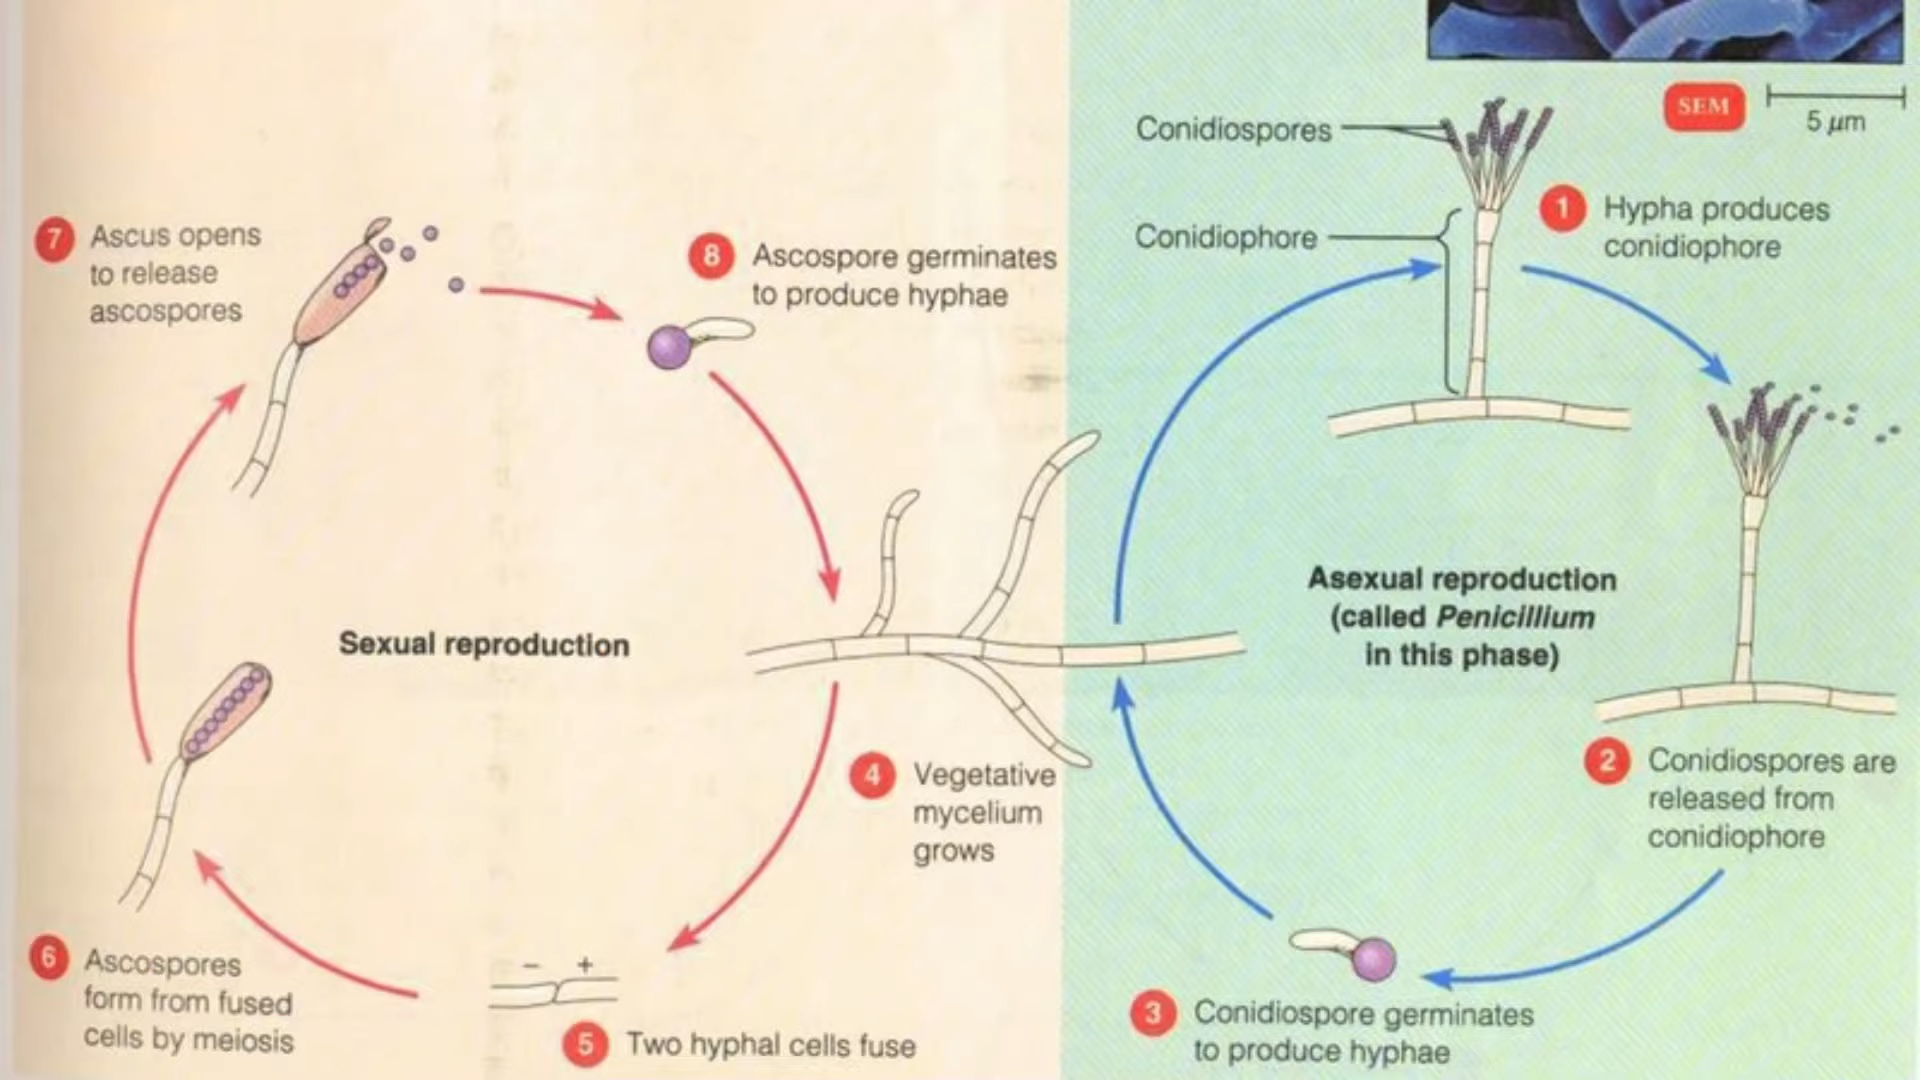 SEM
5 µm
Conidiospores
Conidiophore
1 Hypha produces
conidiophore
2 Conidiospores are
released from
conidiophore
3 Conidiospore germinates
to produce hyphae
Asexual reproduction
(called Penicillium
in this phase)
4 Vegetative
mycelium
grows
5 Two hyphal cells fuse
− +
6 Ascospores
form from fused
cells by meiosis
7 Ascus opens
to release
ascospores
8 Ascospore germinates
to produce hyphae
Sexual reproduction